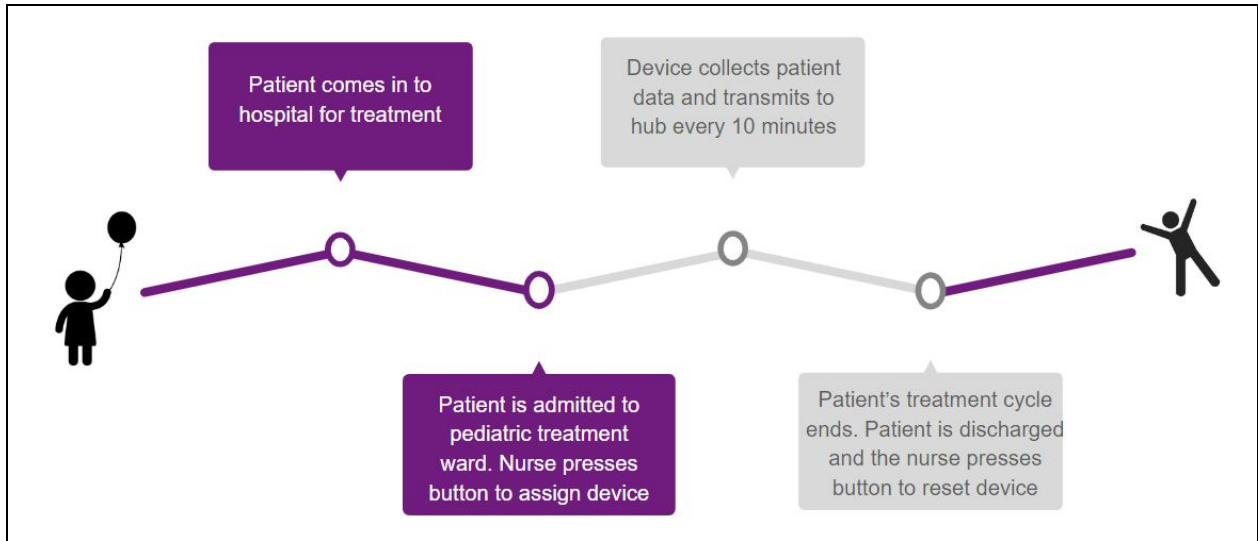 Patient comes in to
hospital for treatment
Patient is admitted to
pediatric treatment
ward. Nurse presses
button to assign device
Device collects patient
data and transmits to
hub every 10 minutes
Patient’s treatment cycle
ends. Patient is discharged
and the nurse presses
button to reset device